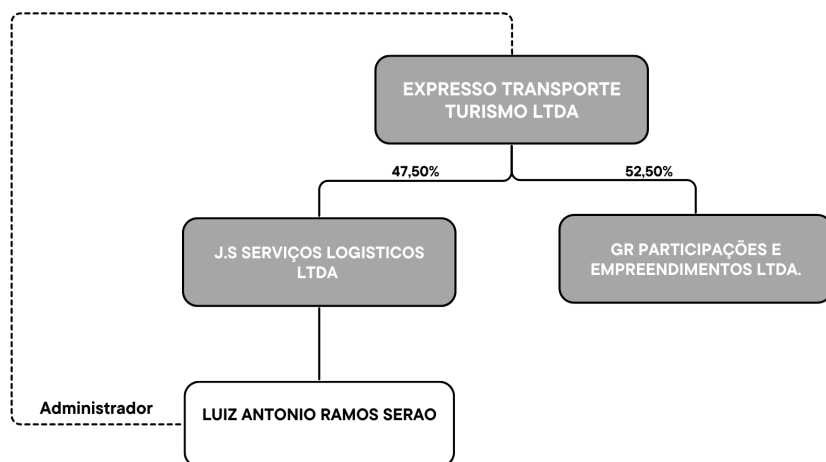 EXPRESSO TRANSPORTE
TURISMO LTDA
47,50%
52,50%
J.S SERVIÇOS LOGISTICOS
LTDA
GR PARTICIPAÇÕES E
EMPREENDIMENTOS LTDA.
Administrador
LUIZ ANTONIO RAMOS SERAO